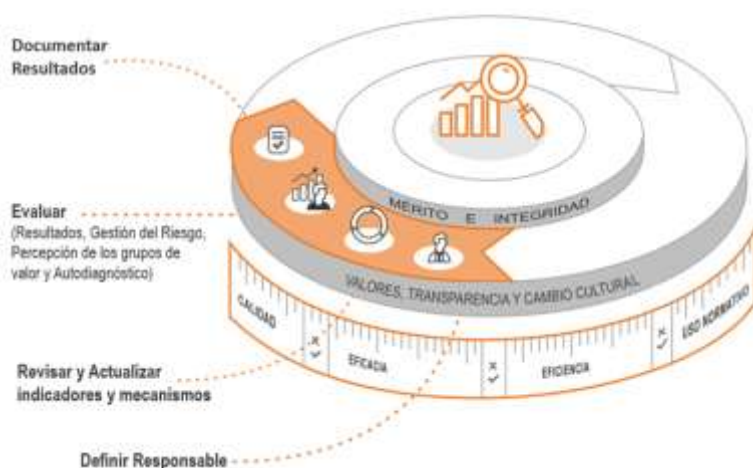 Documentar
Resultados
Evaluar
(Resultados, Gestión del Riesgo,
Percepción de los grupos de
valor y Autodiagnóstico)
Revisar y Actualizar
indicadores y mecanismos
Definir Responsable
MERITO E INTEGRIDAD
VALORES, TRANSPARENCIA Y CAMBIO CULTURAL
CALIDAD
EFICACIA
EFICIENCIA
USO NORMATIVO